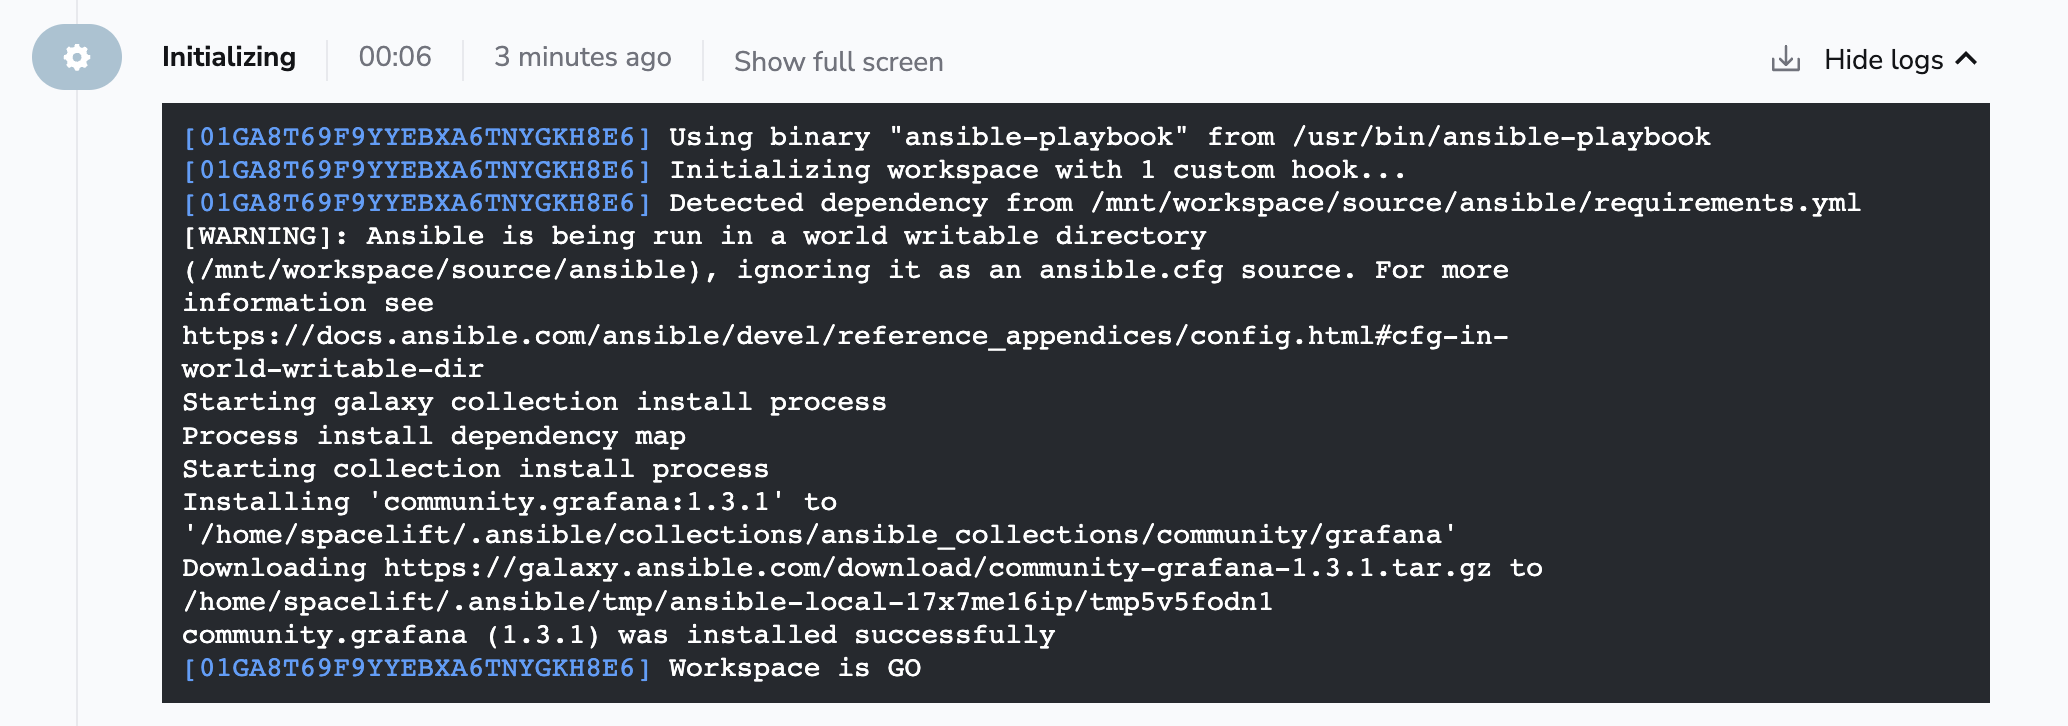 Initializing 00:06 3 minutes ago Show full screen Hide logs
[01GA8T69F9YYEBXA6TNYGKH8E6] Using binary "ansible-playbook" from /usr/bin/ansible-playbook
[01GA8T69F9YYEBXA6TNYGKH8E6] Initializing workspace with 1 custom hook...
[01GA8T69F9YYEBXA6TNYGKH8E6] Detected dependency from /mnt/workspace/source/ansible/requirements.yml
[WARNING]: Ansible is being run in a world writable directory
(/mnt/workspace/source/ansible), ignoring it as an ansible.cfg source. For more
information see
https://docs.ansible.com/ansible/devel/reference_appendices/config.html#cfg-in-
world-writable-dir
Starting galaxy collection install process
Process install dependency map
Starting collection install process
Installing 'community.grafana:1.3.1' to
'/home/spacelift/.ansible/collections/ansible_collections/community/grafana'
Downloading https://galaxy.ansible.com/download/community-grafana-1.3.1.tar.gz to
/home/spacelift/.ansible/tmp/ansible-local-17x7me16ip/tmp5v5fodn1
community.grafana (1.3.1) was installed successfully
[01GA8T69F9YYEBXA6TNYGKH8E6] Workspace is GO